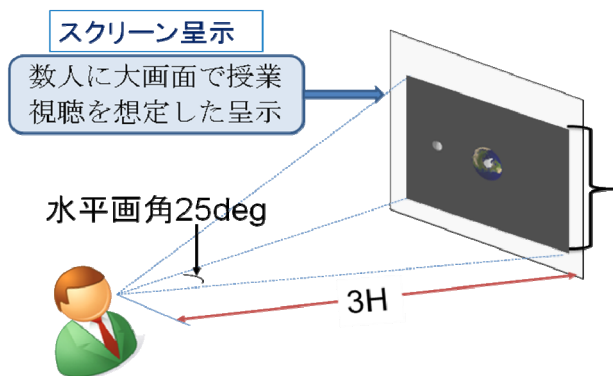 スクリーン呈示
数人に大画面で授業
視聴を想定した呈示
水平画角25deg
3H